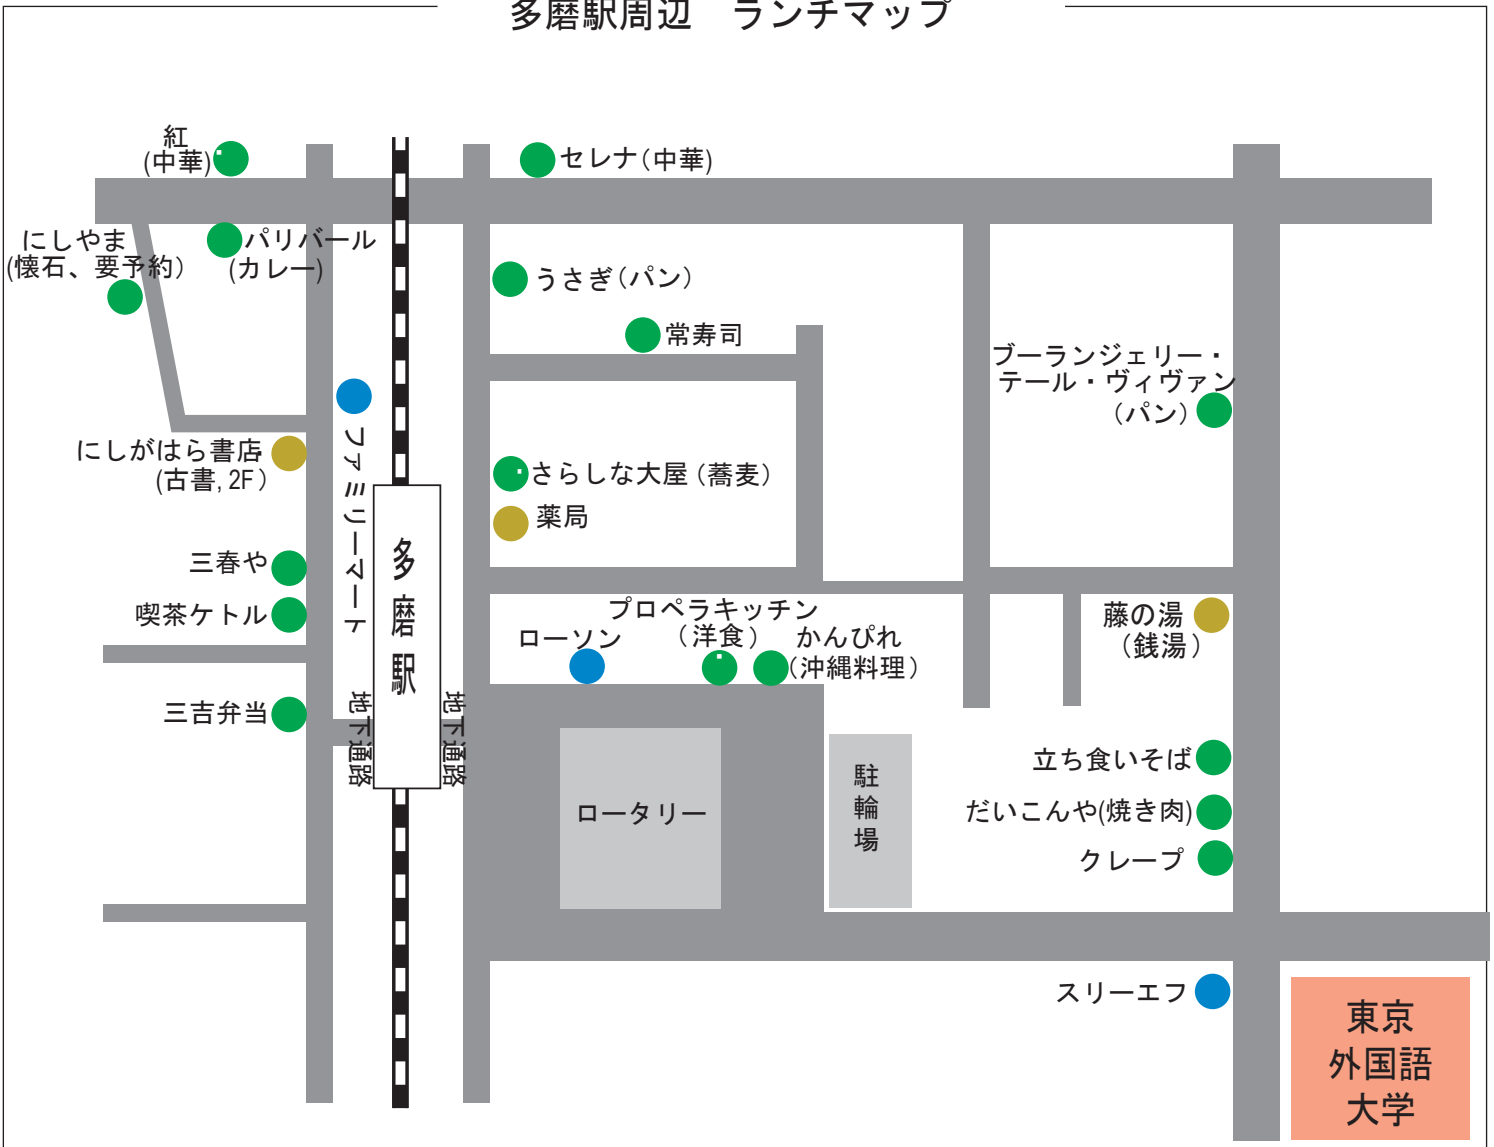 多磨駅周辺　ランチマップ
紅
(中華)
セレナ(中華)
にしやま
(懐石、要予約)
パリバール
(カレー)
うさぎ(パン)
常寿司
ブーランジェリー・
テール・ヴィヴァン
(パン)
にしがはら書店
(古書, 2F)
ファミリーマート
さらしな大屋(蕎麦)
薬局
多磨駅
三春や
喫茶ケトル
ローソン
プロペラキッチン
(洋食)
かんぴれ
(沖縄料理)
藤の湯
(銭湯)
三吉弁当
地下通路
地下通路
ロータリー
駐輪場
立ち食いそば
だいこんや(焼き肉)
クレープ
スリーエフ
東京
外国語
大学